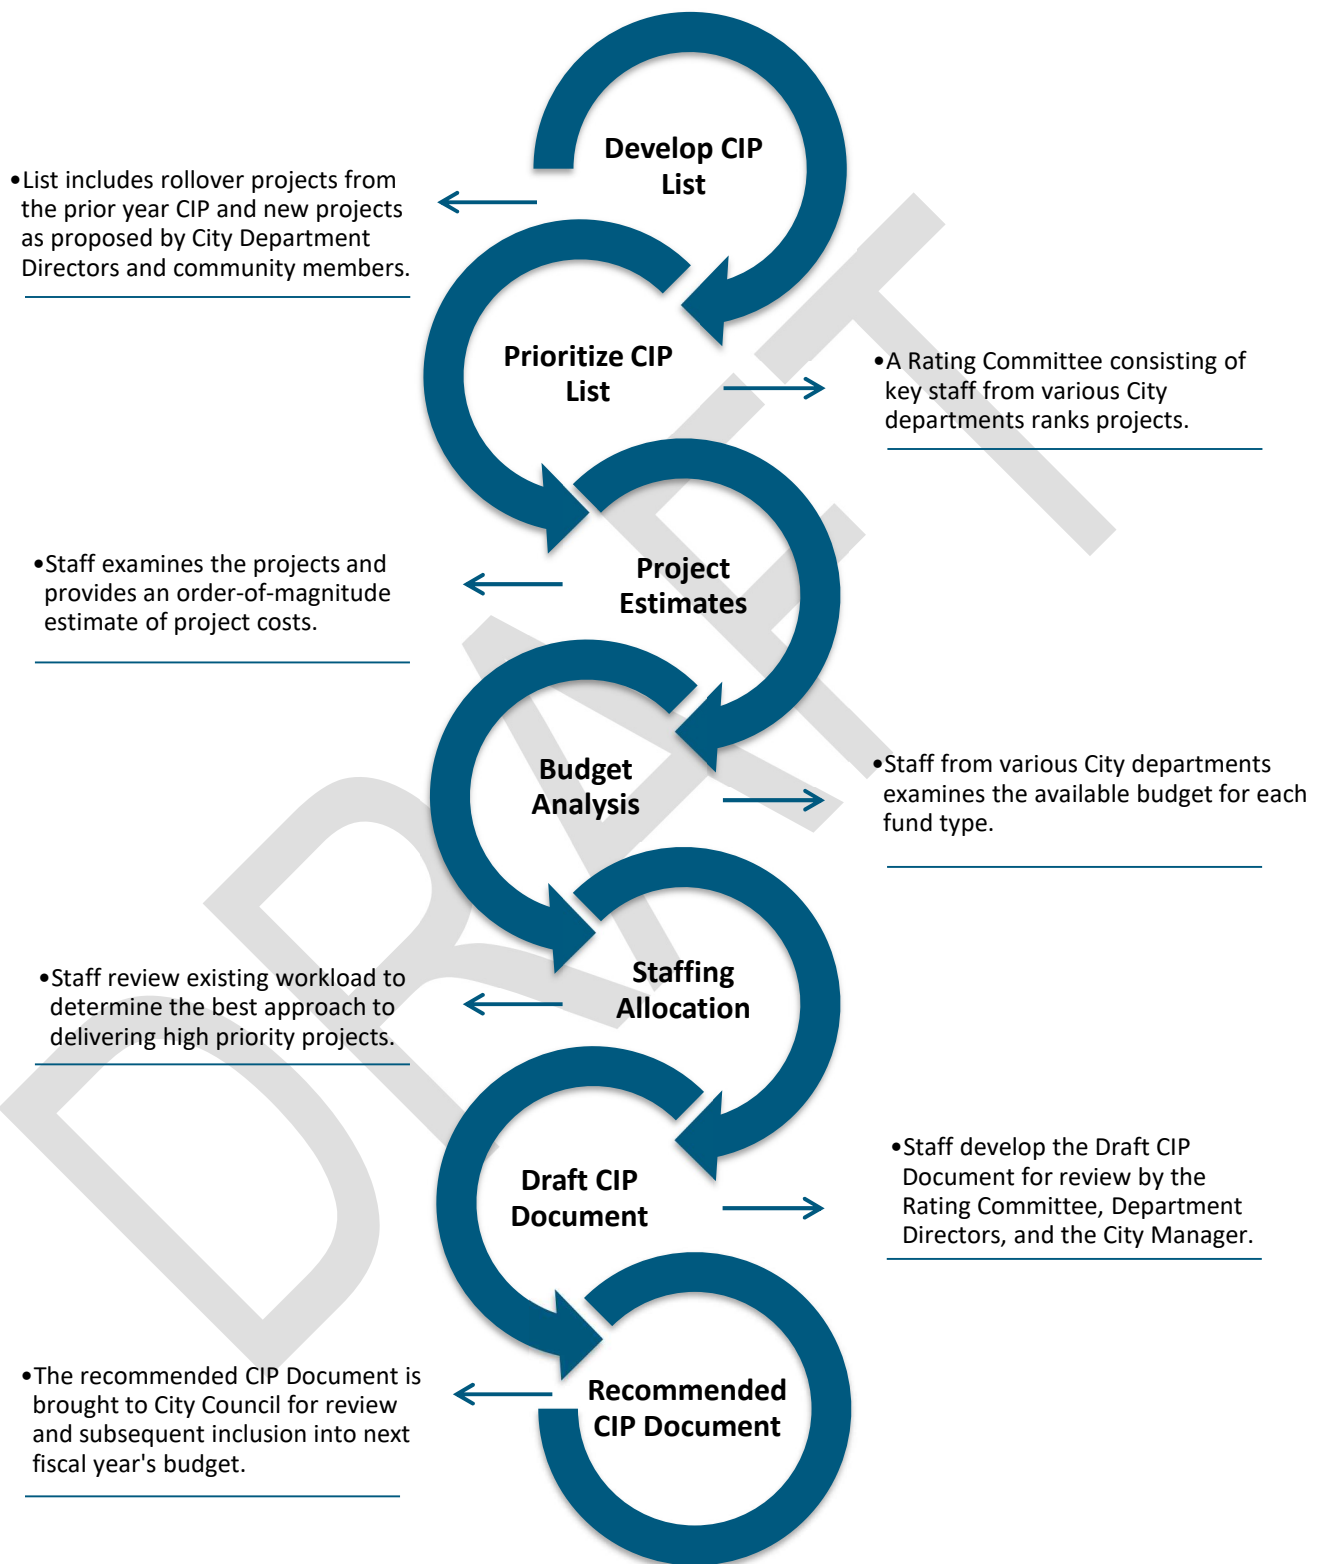 Develop CIP
List
•List includes rollover projects from
the prior year CIP and new projects
as proposed by City Department
Directors and community members.
Prioritize CIP
List
•A Rating Committee consisting of
key staff from various City
departments ranks projects.
Project
Estimates
•Staff examines the projects and
provides an order-of-magnitude
estimate of project costs.
Budget
Analysis
•Staff from various City departments
examines the available budget for each
fund type.
Staffing
Allocation
•Staff review existing workload to
determine the best approach to
delivering high priority projects.
Draft CIP
Document
•Staff develop the Draft CIP
Document for review by the
Rating Committee, Department
Directors, and the City Manager.
Recommended
CIP Document
•The recommended CIP Document is
brought to City Council for review
and subsequent inclusion into next
fiscal year's budget.
DRAFT